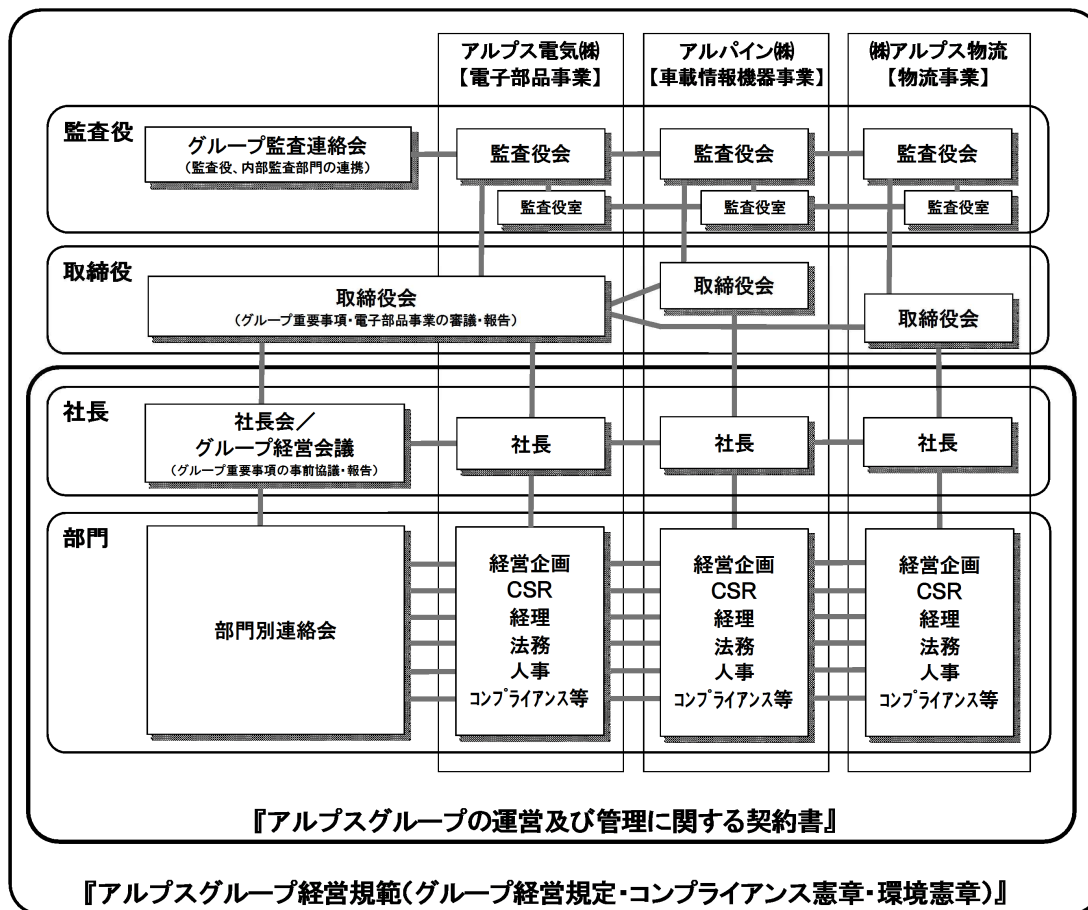 アルプス電気㈱
【電子部品事業】
アルパイン㈱
【車載情報機器事業】
㈱アルプス物流
【物流事業】
監査役
グループ監査連絡会
(監査役、内部監査部門の連携)
監査役会
監査役会
監査役会
監査役室
監査役室
監査役室
取締役
取締役会
(グループ重要事項・電子部品事業の審議・報告)
取締役会
取締役会
社長
社長会/
グループ経営会議
(グループ重要事項の事前協議・報告)
社長
社長
社長
部門
部門別連絡会
経営企画
CSR
経理
法務
人事
コンプライアンス等
経営企画
CSR
経理
法務
人事
コンプライアンス等
経営企画
CSR
経理
法務
人事
コンプライアンス等
『アルプスグループの運営及び管理に関する契約書』
『アルプスグループ経営規範(グループ経営規定・コンプライアンス憲章・環境憲章)』